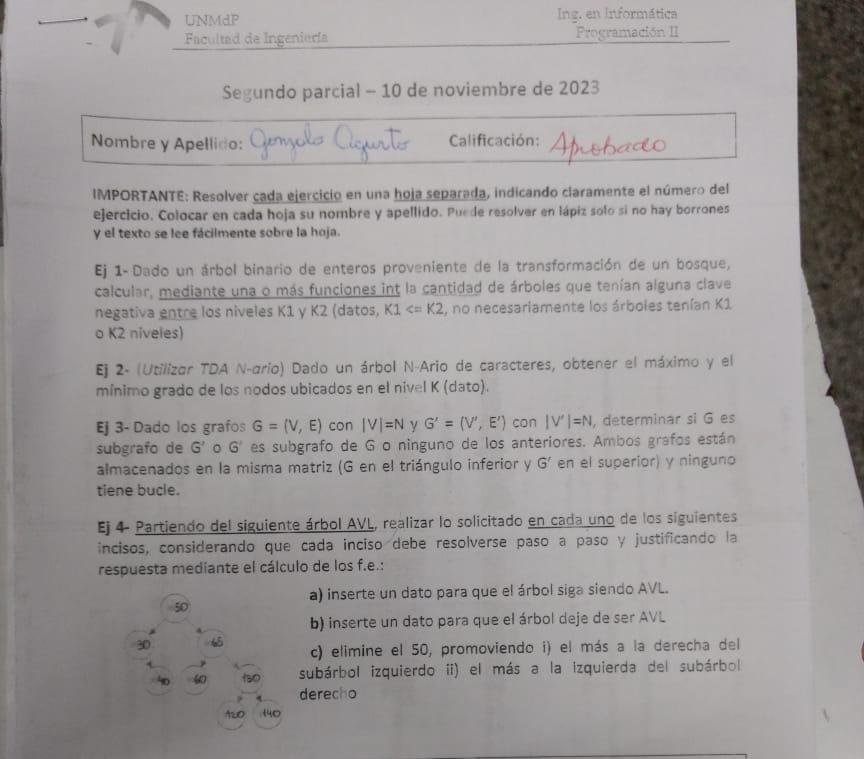 UNMdP
Ing. en Informática
Facultad de Ingeniería
Programación II
Segundo parcial – 10 de noviembre de 2023
Nombre y Apellido: Gonzalo Agurto Calificación: Aprobado
IMPORTANTE: Resolver cada ejercicio en una hoja separada, indicando claramente el número del
ejercicio. Colocar en cada hoja su nombre y apellido. Puede resolver en lápiz solo si no hay borrones
y el texto se lee fácilmente sobre la hoja.
Ej 1- Dado un árbol binario de enteros proveniente de la transformación de un bosque,
calcular, mediante una o más funciones int la cantidad de árboles que tenían alguna clave
negativa entre los niveles K1 y K2 (datos, K1 <= K2, no necesariamente los árboles tenían K1
o K2 niveles)
Ej 2- (Utilizar TDA N-ario) Dado un árbol N-Ario de caracteres, obtener el máximo y el
mínimo grado de los nodos ubicados en el nivel K (dato).
Ej 3- Dado los grafos G = (V, E) con |V|=N y G' = (V', E') con |V'|=N, determinar si G es
subgrafo de G' o G' es subgrafo de G o ninguno de los anteriores. Ambos grafos están
almacenados en la misma matriz (G en el triángulo inferior y G' en el superior) y ninguno
tiene bucle.
Ej 4- Partiendo del siguiente árbol AVL, realizar lo solicitado en cada uno de los siguientes
incisos, considerando que cada inciso debe resolverse paso a paso y justificando la
respuesta mediante el cálculo de los f.e.:
a) inserte un dato para que el árbol siga siendo AVL.
b) inserte un dato para que el árbol deje de ser AVL
c) elimine el 50, promoviendo i) el más a la derecha del
subárbol izquierdo ii) el más a la izquierda del subárbol
derecho
50
30 65
40 60 130
120 140